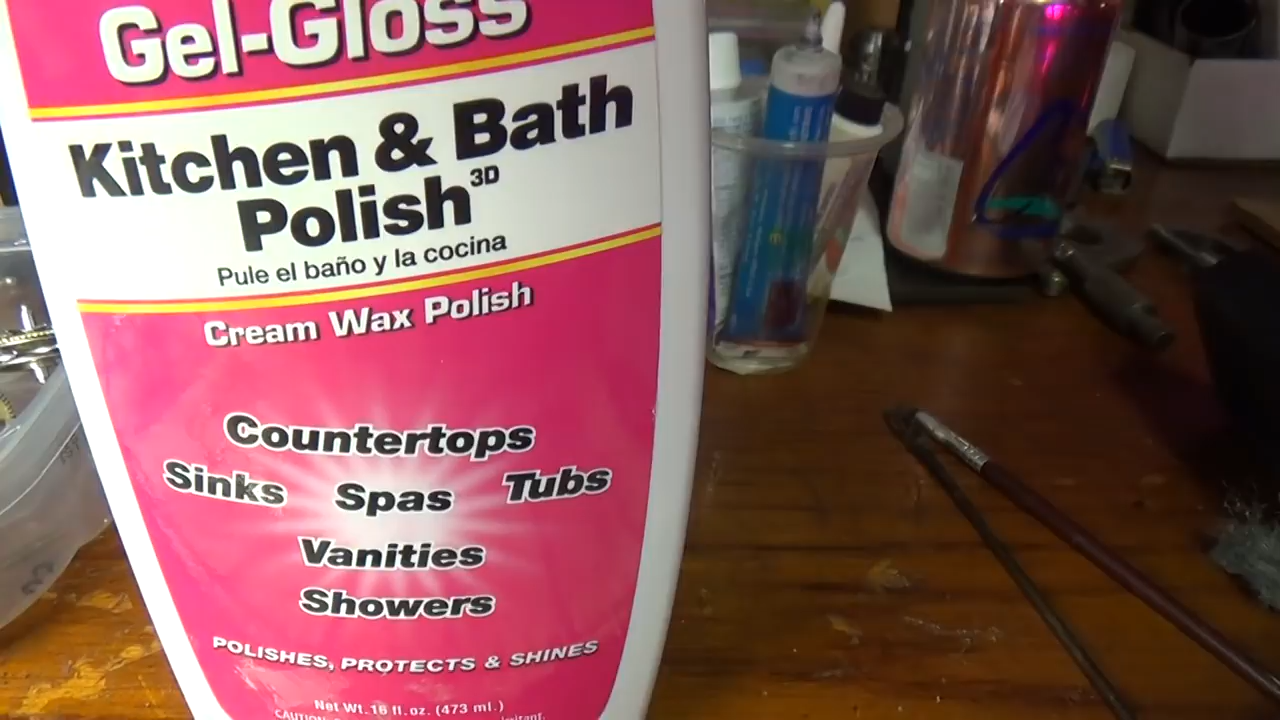 Gel-Gloss
Kitchen & Bath
Polish 3D
Pule el baño y la cocina
Cream Wax Polish
Countertops
Sinks Spas Tubs
Vanities
Showers
POLISHES, PROTECTS & SHINES
Net Wt. 16 fl. oz. (473 ml.)
CAUTION: